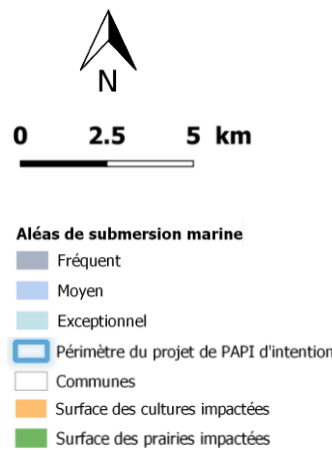 N
0 2.5 5 km
Aléas de submersion marine
Fréquent
Moyen
Exceptionnel
Périmètre du projet de PAPI d'intention
Communes
Surface des cultures impactées
Surface des prairies impactées